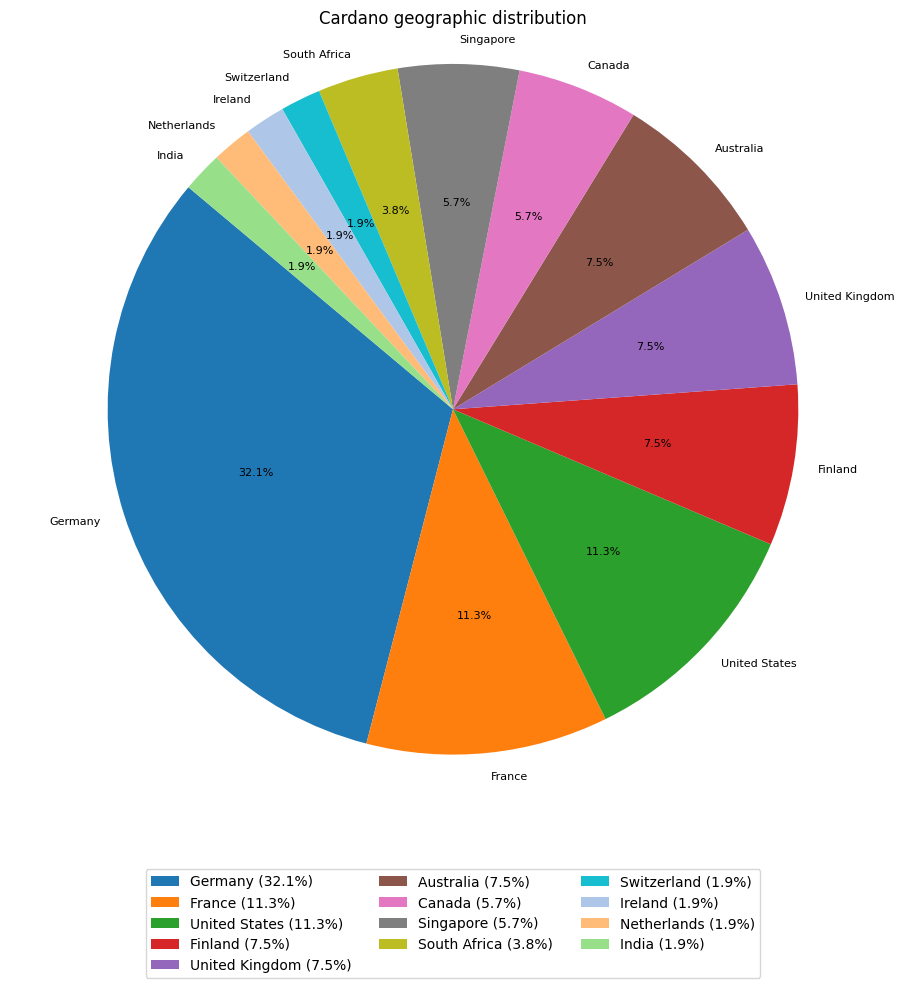 Cardano geographic distribution
Singapore
South Africa
Canada
Switzerland
Ireland
Netherlands
Australia
India
United Kingdom
Finland
Germany
United States
France
5.7%
3.8%
5.7%
1.9%
1.9%
1.9%
1.9%
7.5%
7.5%
7.5%
32.1%
11.3%
11.3%
Germany (32.1%)
France (11.3%)
United States (11.3%)
Finland (7.5%)
United Kingdom (7.5%)
Australia (7.5%)
Canada (5.7%)
Singapore (5.7%)
South Africa (3.8%)
Switzerland (1.9%)
Ireland (1.9%)
Netherlands (1.9%)
India (1.9%)